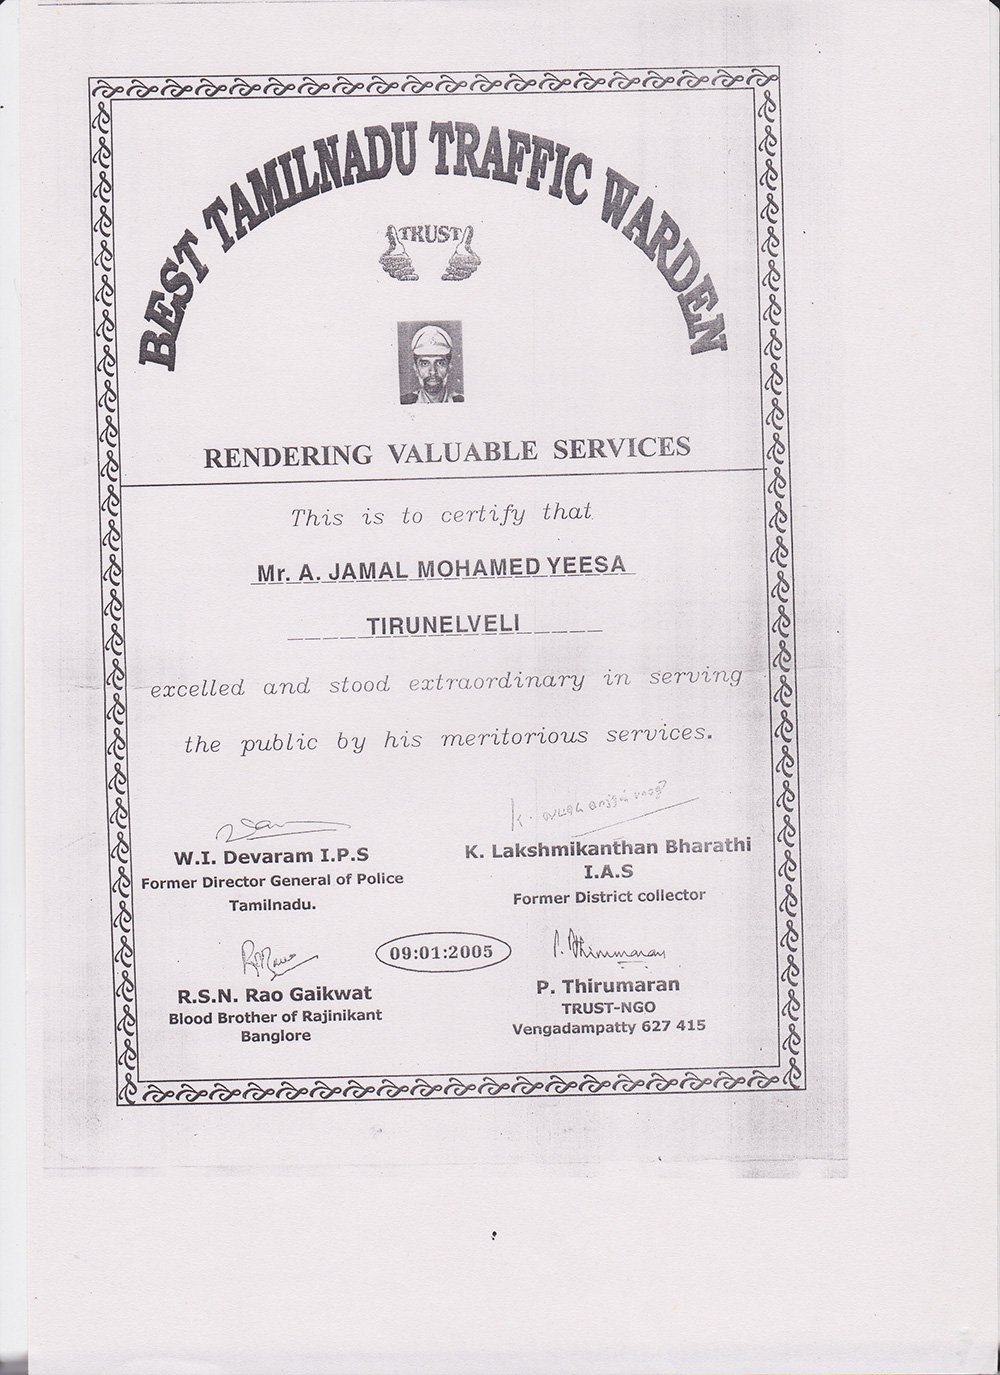 BEST TAMILNADU TRAFFIC WARDEN
TRUST
RENDERING VALUABLE SERVICES
This is to certify that
Mr. A. JAMAL MOHAMED YEESA
TIRUNELVELI
excelled and stood extraordinary in serving
the public by his meritorious services.
W.I. Devaram I.P.S
Former Director General of Police
Tamilnadu.
K. Lakshmikanthan Bharathi
I.A.S
Former District collector
09:01:2005
R.S.N. Rao Gaikwat
Blood Brother of Rajinikant
Banglore
P. Thirumaran
P. Thirumaran
TRUST-NGO
Vengadampatty 627 415